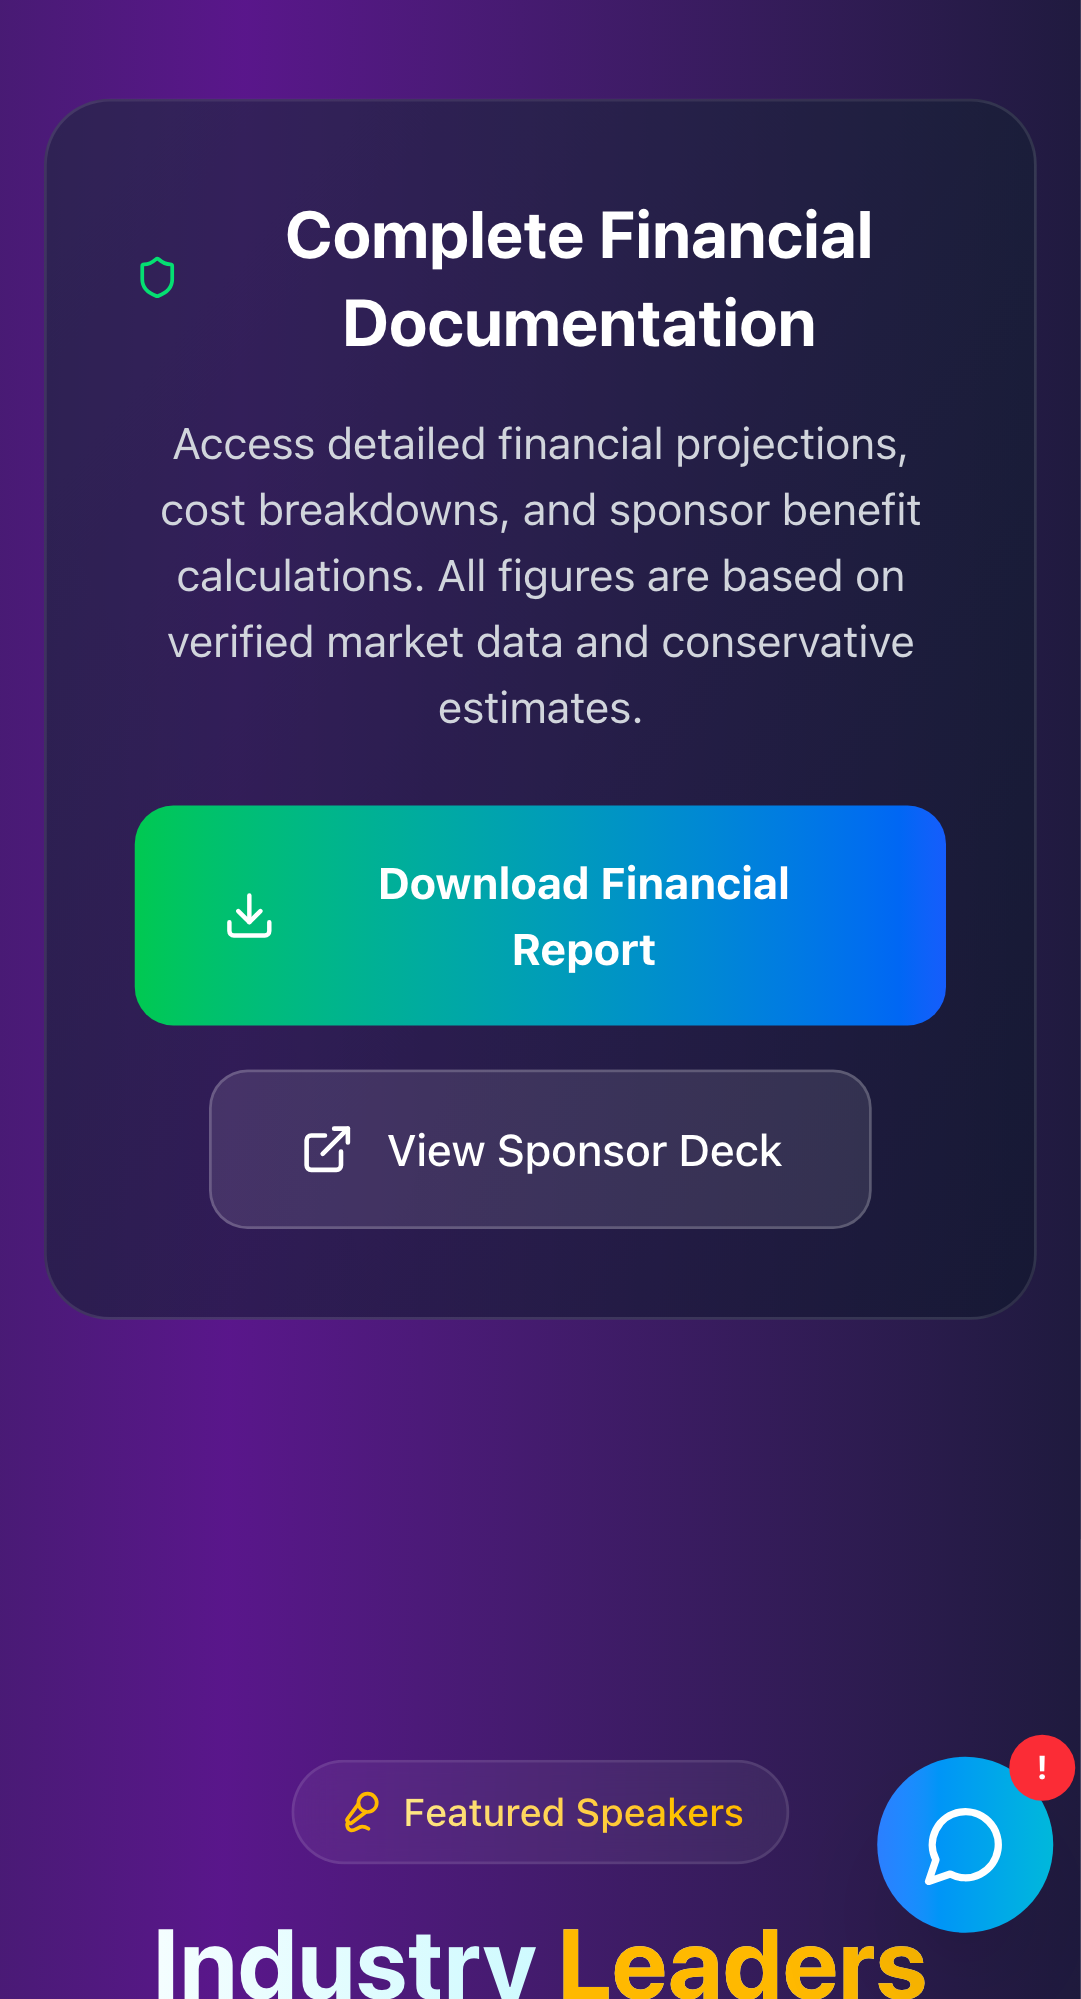 Complete Financial
Documentation
Access detailed financial projections,
cost breakdowns, and sponsor benefit
calculations. All figures are based on
verified market data and conservative
estimates.
Download Financial
Report
View Sponsor Deck
!
Featured Speakers
Industry Leaders